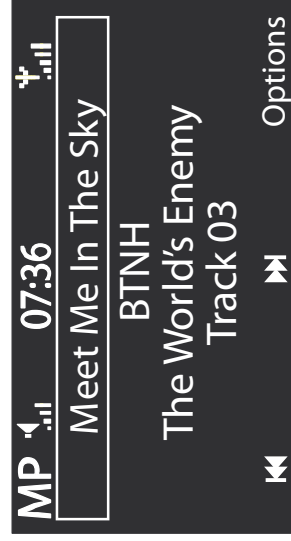 MP 07:36
Meet Me In The Sky
BTNH
The World's Enemy
Track 03
Options